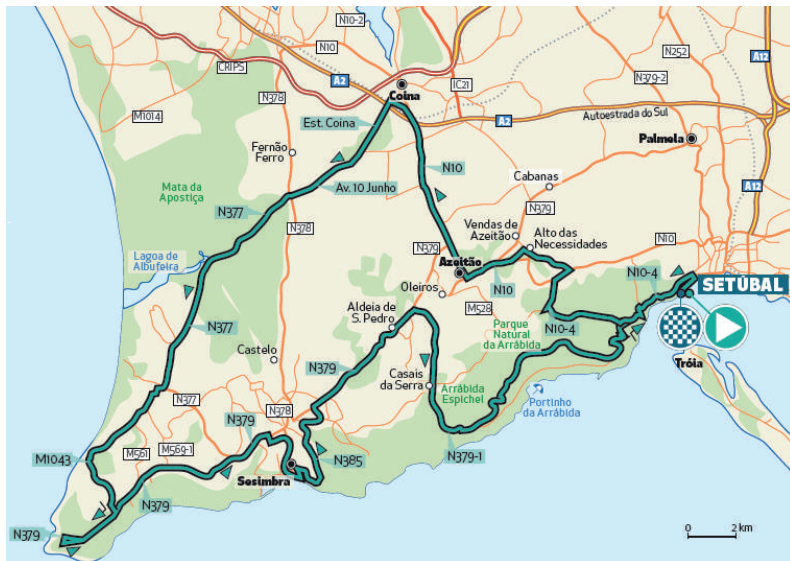 N10-2
N10
CRIPS
A2
IC21
N252
A12
N379-2
Coina
N378
M1014
Est. Coina
A2
Autoestrada do Sul
Palmela
Fernão
Ferro
N10
Cabanas
A12
Mata da
Apostiça
Av. 10 Junho
N377
N379
N378
Vendas de
Azeitão
Alto das
Necessidades
N10
N379
Lagoa de
Albufeira
Azeitão
N10-4
SETÚBAL
Oleiros
N10
M528
Aldeia de
S. Pedro
N10-4
N377
Parque
Natural
da Arrábida
Tróia
Castelo
N379
Casais
da Serra
Arrábida
Espichel
Portinho
da Arrábida
N377
N378
N379
M1043
M561
M569-1
N385
N379-1
Sesimbra
N379
N379
0
2 km